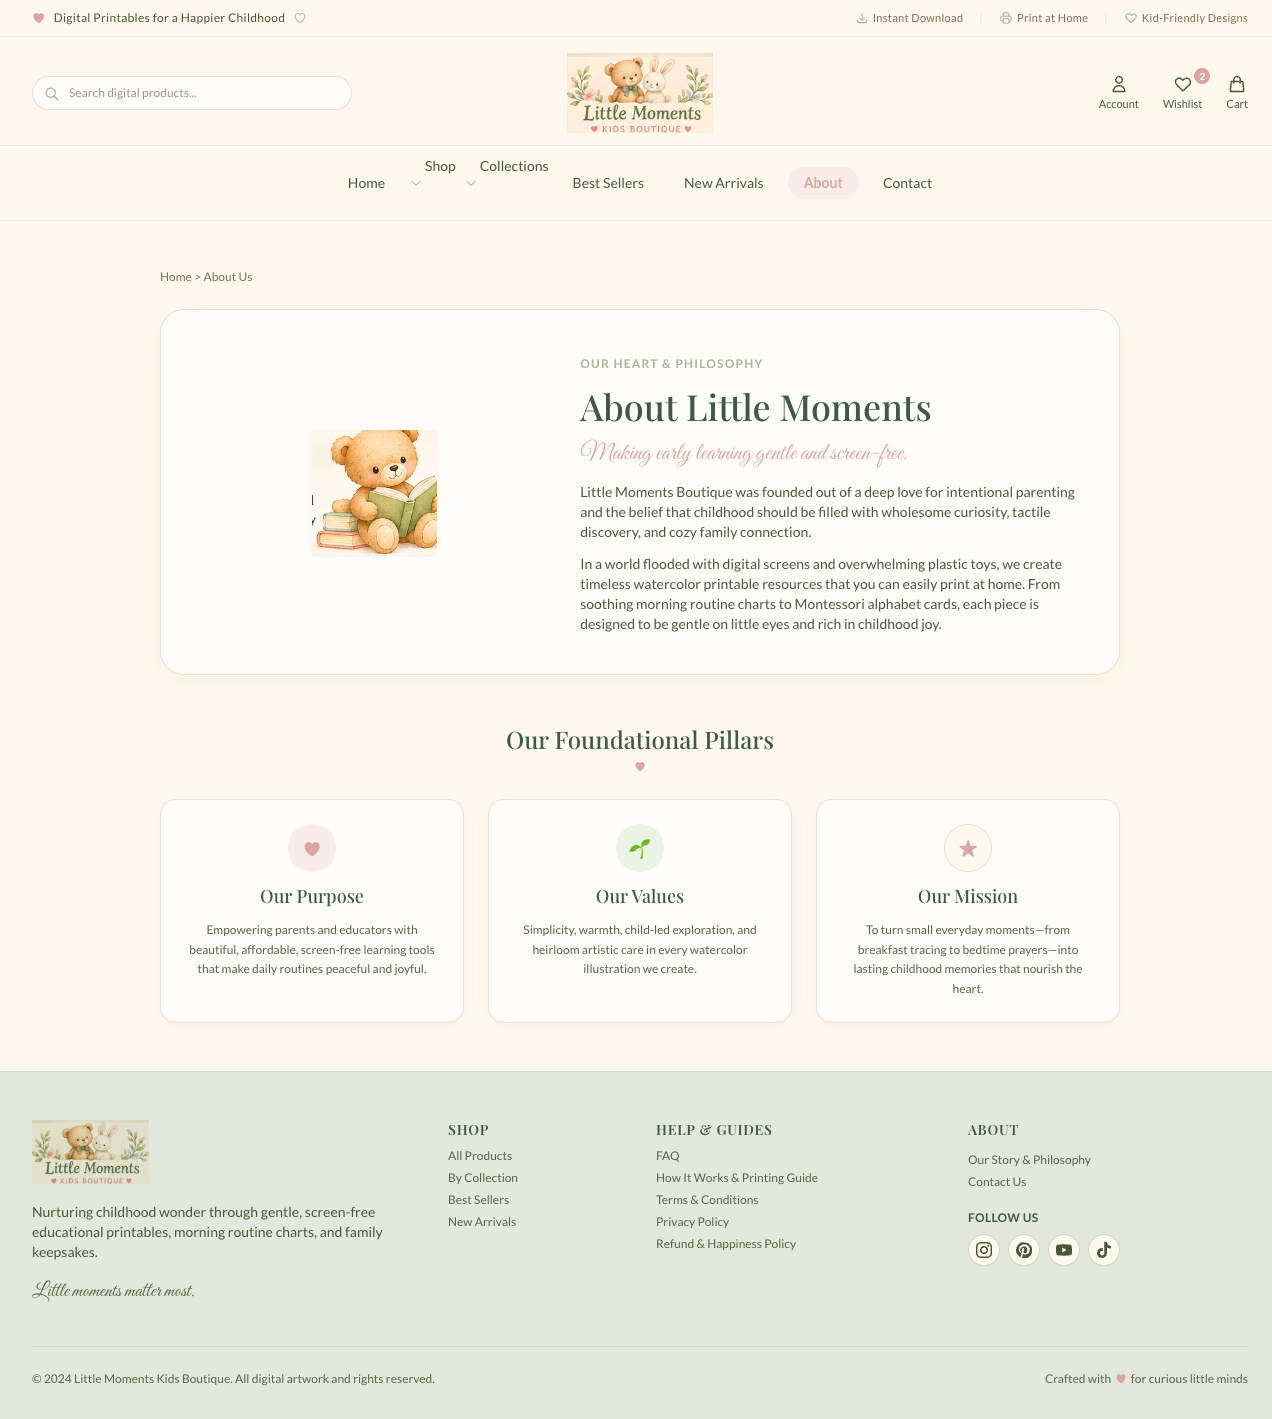 Digital Printables for a Happier Childhood
Instant Download
Print at Home
Kid-Friendly Designs
Search digital products...
Little Moments
KIDS BOUTIQUE
Account
2
Wishlist
Cart
Home
Shop
Collections
Best Sellers
New Arrivals
About
Contact
Home > About Us
OUR HEART & PHILOSOPHY
About Little Moments
Making early learning gentle and screen-free.
Little Moments Boutique was founded out of a deep love for intentional parenting
and the belief that childhood should be filled with wholesome curiosity, tactile
discovery, and cozy family connection.
In a world flooded with digital screens and overwhelming plastic toys, we create
timeless watercolor printable resources that you can easily print at home. From
soothing morning routine charts to Montessori alphabet cards, each piece is
designed to be gentle on little eyes and rich in childhood joy.
Our Foundational Pillars
Our Purpose
Empowering parents and educators with
beautiful, affordable, screen-free learning tools
that make daily routines peaceful and joyful.
Our Values
Simplicity, warmth, child-led exploration, and
heirloom artistic care in every watercolor
illustration we create.
Our Mission
To turn small everyday moments—from
breakfast tracing to bedtime prayers—into
lasting childhood memories that nourish the
heart.
Little Moments
KIDS BOUTIQUE
Nurturing childhood wonder through gentle, screen-free
educational printables, morning routine charts, and family
keepsakes.
Little moments matter most.
SHOP
All Products
By Collection
Best Sellers
New Arrivals
HELP & GUIDES
FAQ
How It Works & Printing Guide
Terms & Conditions
Privacy Policy
Refund & Happiness Policy
ABOUT
Our Story & Philosophy
Contact Us
FOLLOW US
© 2024 Little Moments Kids Boutique. All digital artwork and rights reserved.
Crafted with
for curious little minds